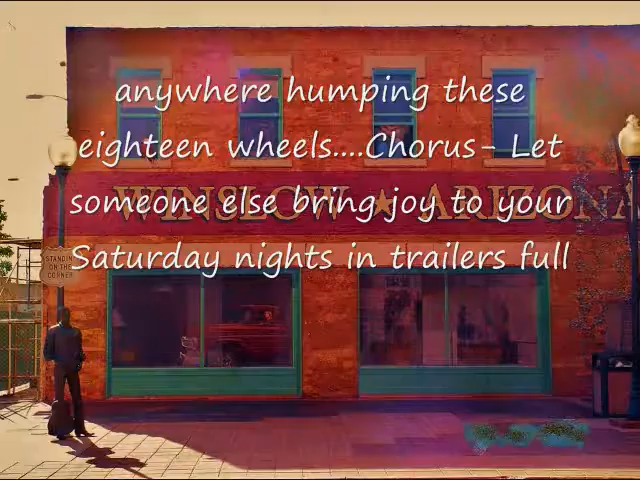 anywhere humping these
eighteen wheels....Chorus- Let
WINSLOW ★ ARIZONA
someone else bring joy to your
Saturday nights in trailers full
STANDIN'
ON THE
CORNER